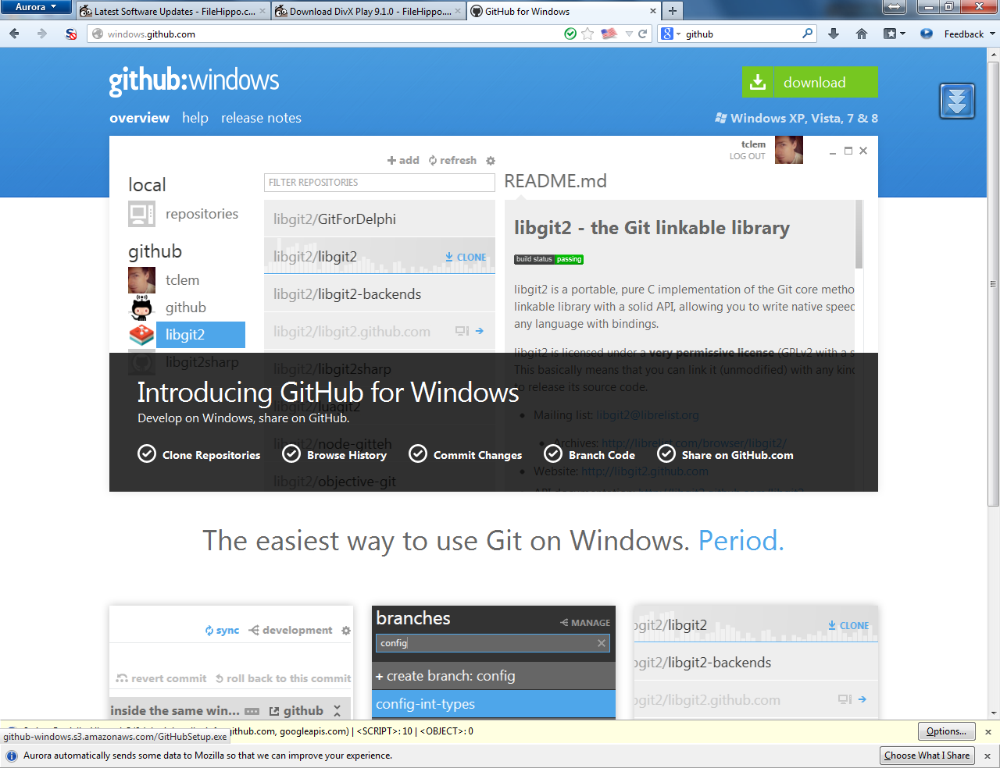 Aurora
Latest Software Updates - FileHippo.c...
Download DivX Play 9.1.0 - FileHippo....
GitHub for Windows
windows.github.com
github
Feedback
github:windows
download
overview help release notes
Windows XP, Vista, 7 & 8
tclem
LOG OUT
add refresh
FILTER REPOSITORIES
README.md
local
repositories
github
tclem
github
libgit2
libgit2sharp
libgit2/GitForDelphi
libgit2/libgit2 CLONE
libgit2/libgit2-backends
libgit2/libgit2.github.com
libgit2/libgit2sharp
libgit2/luagit2
libgit2/node-gitteh
libgit2/objective-git
libgit2 - the Git linkable library
build status passing
libgit2 is a portable, pure C implementation of the Git core metho
linkable library with a solid API, allowing you to write native speed
any language with bindings.
libgit2 is licensed under a very permissive license (GPLv2 with a s
This basically means that you can link it (unmodified) with any kind
to release its source code.
Mailing list: libgit2@librelist.org
Archives: http://librelist.com/browser/libgit2/
Website: http://libgit2.github.com
Introducing GitHub for Windows
Develop on Windows, share on GitHub.
Clone Repositories Browse History Commit Changes Branch Code Share on GitHub.com
The easiest way to use Git on Windows. Period.
sync development
revert commit roll back to this commit
inside the same win... github
branches MANAGE
config
+ create branch: config
config-int-types
ogit2/libgit2 CLONE
ogit2/libgit2-backends
ogit2/libgit2.github.com
github.com, googleapis.com) | <SCRIPT>: 10 | <OBJECT>: 0
Options...
github-windows.s3.amazonaws.com/GitHubSetup.exe
Aurora automatically sends some data to Mozilla so that we can improve your experience.
Choose What I Share